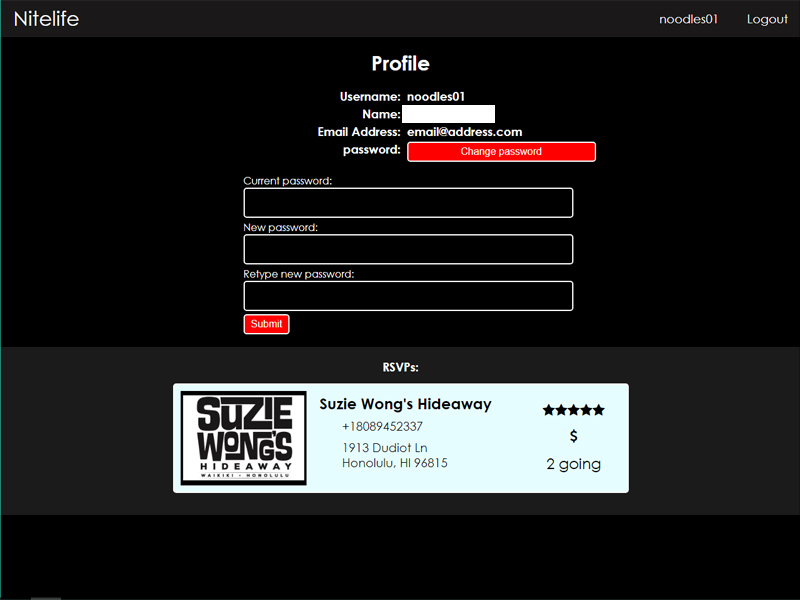 Nitelife noodles01 Logout
Profile
Username: noodles01
Name:
Email Address: email@address.com
password: Change password
Current password:
New password:
Retype new password:
Submit
RSVPs:
SUZIE
WONG'S
HIDEAWAY
WAIKIKI • HONOLULU
Suzie Wong's Hideaway
+18089452337
1913 Dudiot Ln
Honolulu, HI 96815
$
2 going